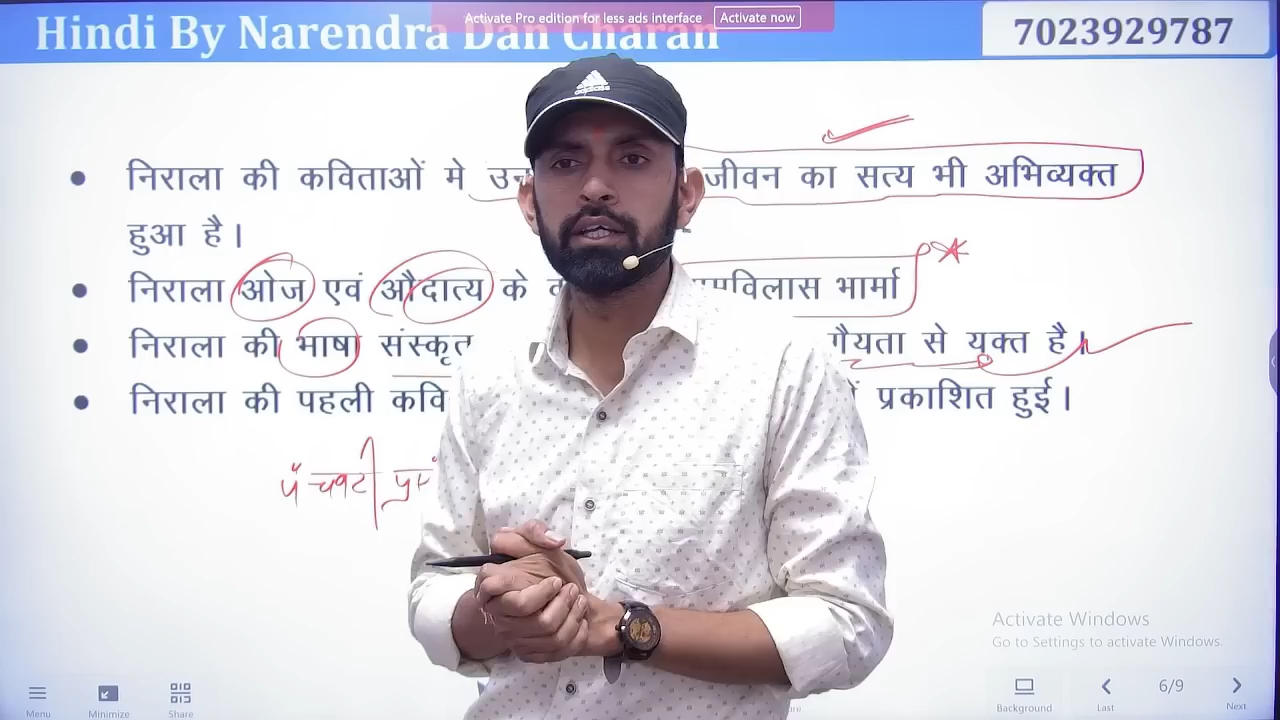 Hindi By Narendra Dan Charan
Activate Pro edition for less ads interface Activate now
7023929787
निराला की कविताओं मे जीवन का सत्य भी अभिव्यक्त
हुआ है।
निराला ओज एवं औदात्य के भार्मा
निराला की भाषा संस्कृत से युक्त है।
निराला की पहली प्रकाशित हुई।
पंचवटी
Activate Windows
Go to Settings to activate Windows.
Menu Minimize Share Background Last 6/9 Next